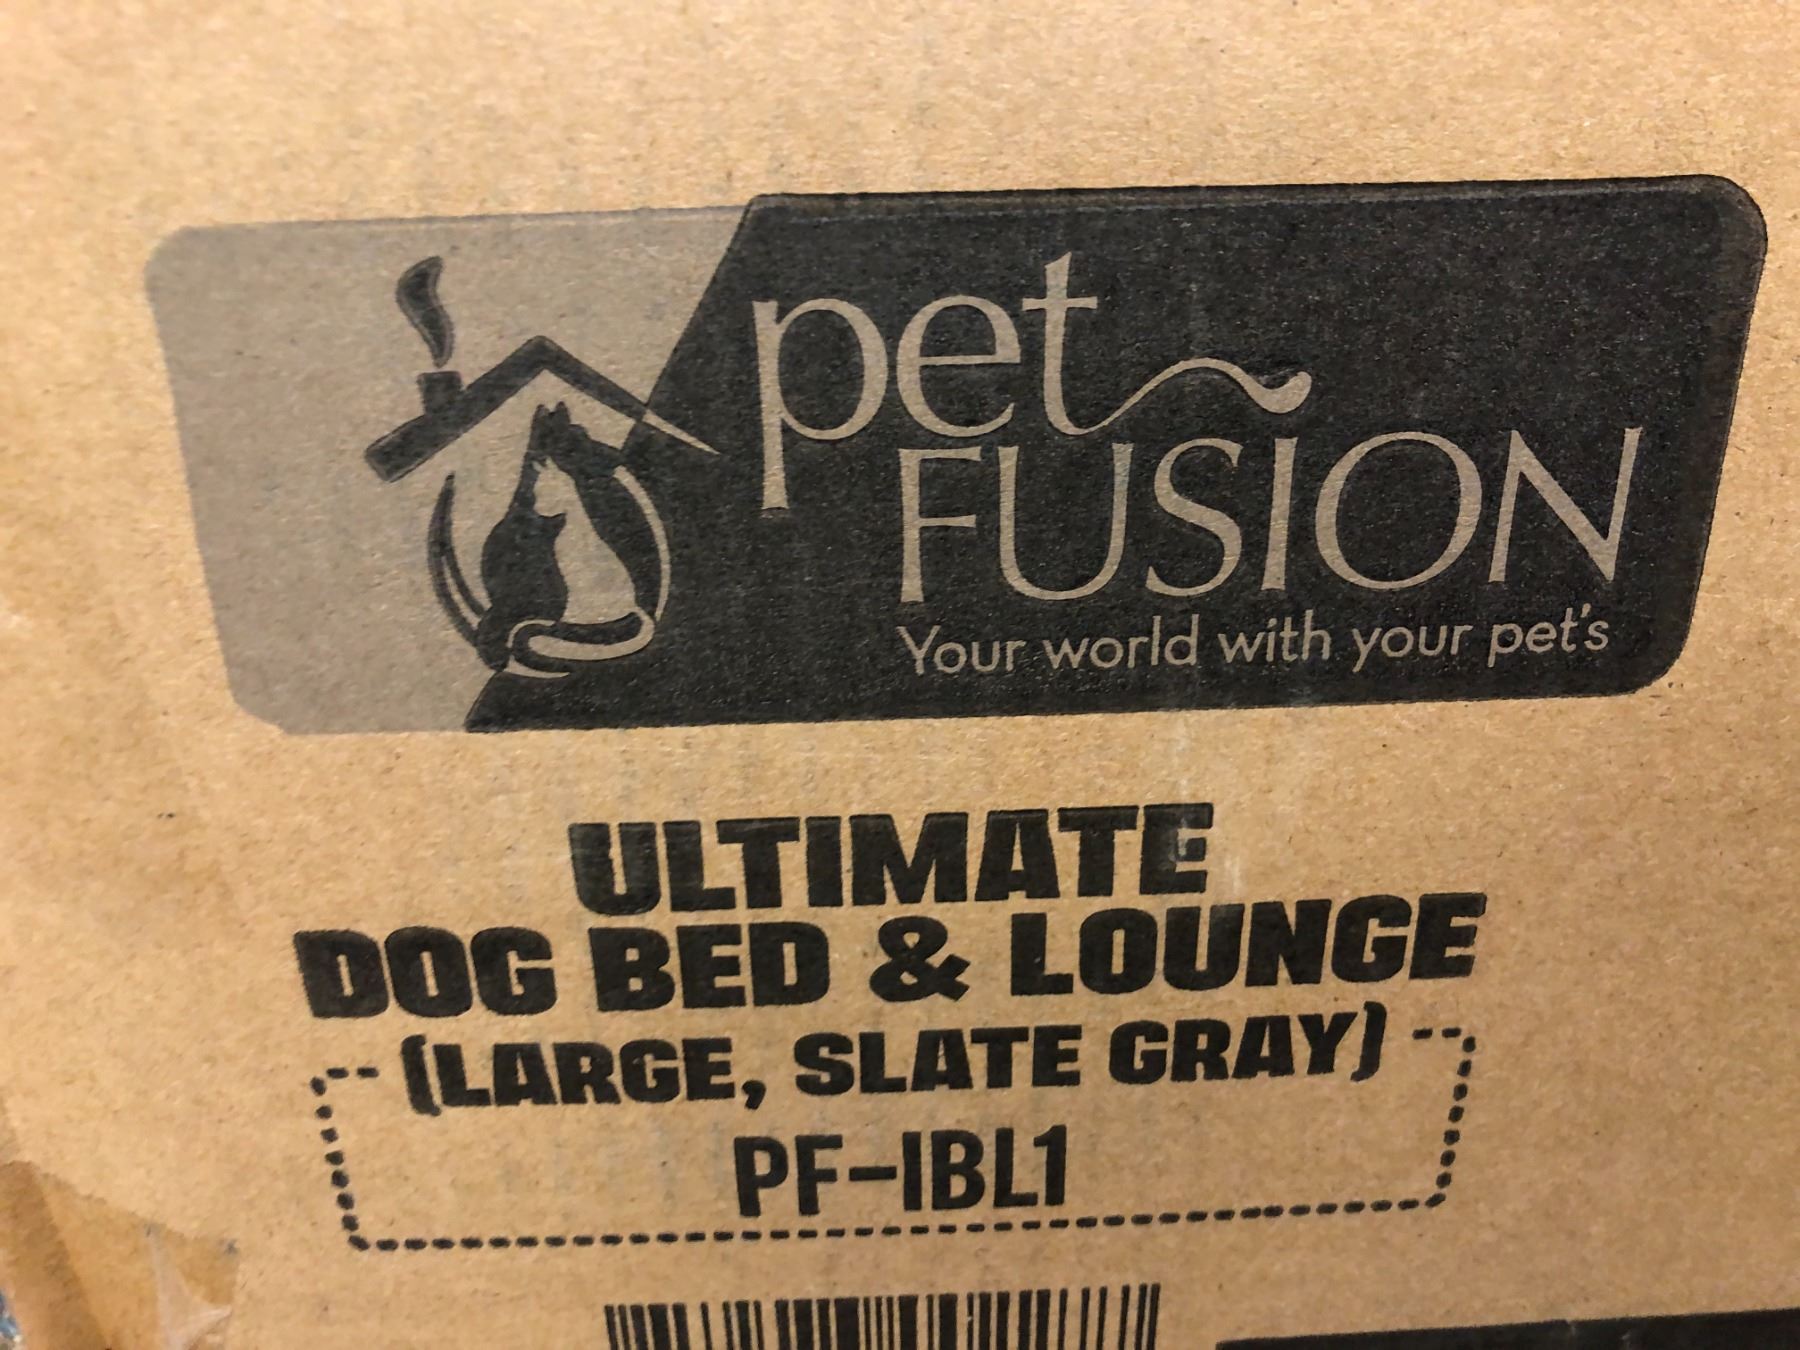 pet
FUSION
Your world with your pet's
ULTIMATE
DOG BED & LOUNGE
(LARGE, SLATE GRAY)
PF-IBL1